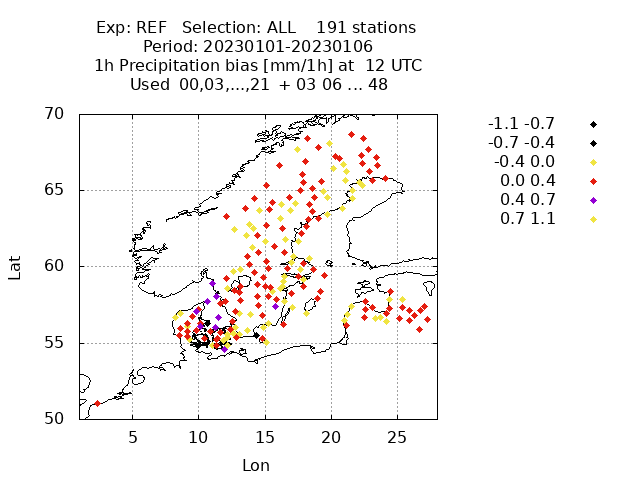 Exp: REF   Selection: ALL    191 stations
Period: 20230101-20230106
1h Precipitation bias [mm/1h] at  12 UTC
Used  00,03,...,21  + 03 06 ... 48
-1.1 -0.7
-0.7 -0.4
-0.4 0.0
0.0 0.4
0.4 0.7
0.7 1.1
70
65
60
55
50
Lat
5 10 15 20 25
Lon